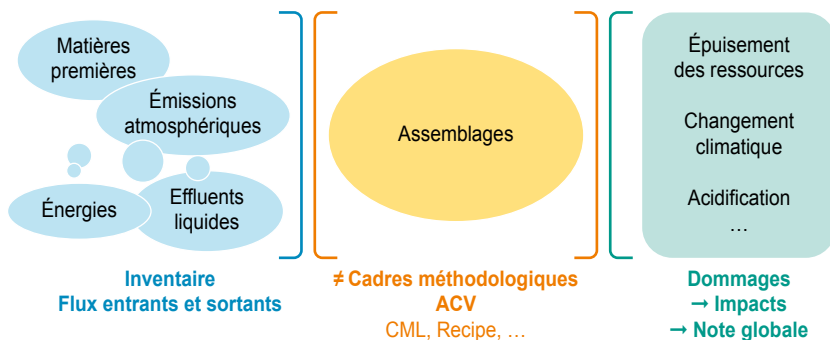 Matières
premières
Émissions
atmosphériques
Énergies
Effluents
liquides
Inventaire
Flux entrants et sortants
Assemblages
≠ Cadres méthodologiques
ACV
CML, Recipe, …
Épuisement
des ressources
Changement
climatique
Acidification
…
Dommages
→ Impacts
→ Note globale